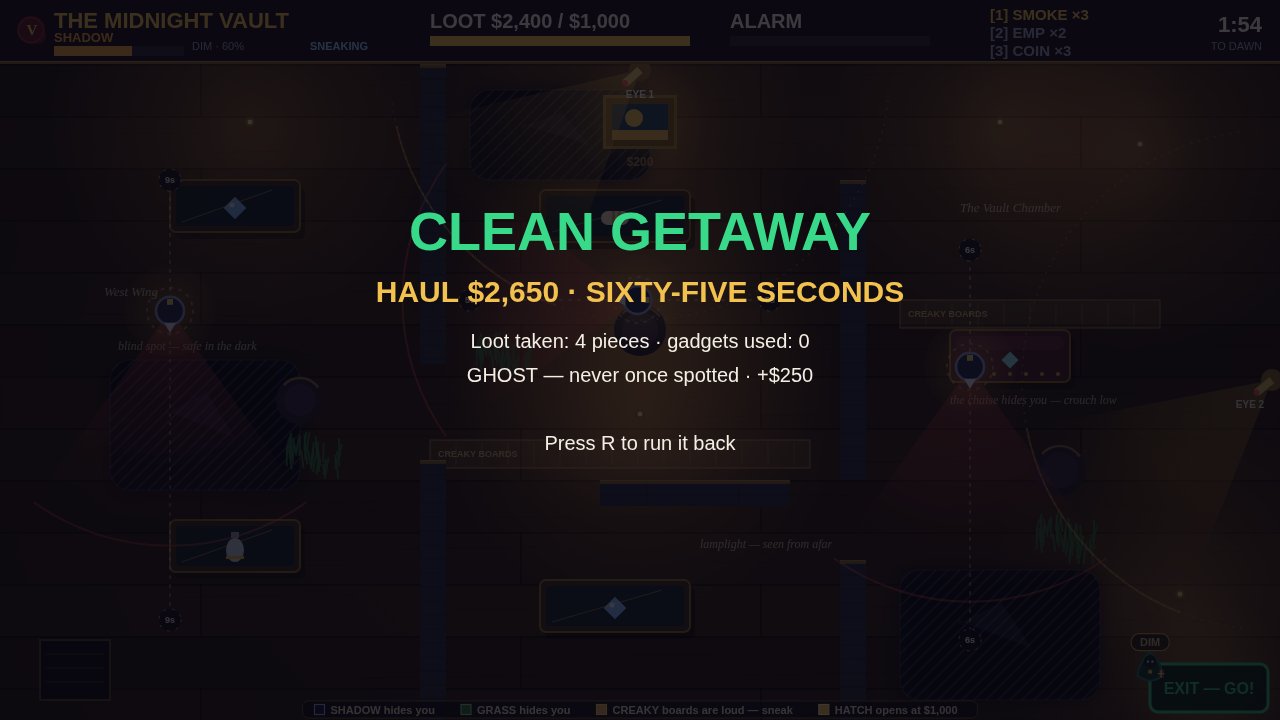 V
THE MIDNIGHT VAULT
SHADOW
DIM · 60%
SNEAKING
LOOT $2,400 / $1,000
ALARM
[1] SMOKE ×3
[2] EMP ×2
[3] COIN ×3
1:54
TO DAWN
EYE 1
$200
9s
The Vault Chamber
6s
West Wing
CREAKY BOARDS
blind spot — safe in the dark
the chaise hides you — crouch low
EYE 2
CLEAN GETAWAY
HAUL $2,650 · SIXTY-FIVE SECONDS
Loot taken: 4 pieces · gadgets used: 0
GHOST — never once spotted · +$250
Press R to run it back
CREAKY BOARDS
lamplight — seen from afar
9s
6s
DIM
EXIT — GO!
SHADOW hides you
GRASS hides you
CREAKY boards are loud — sneak
HATCH opens at $1,000